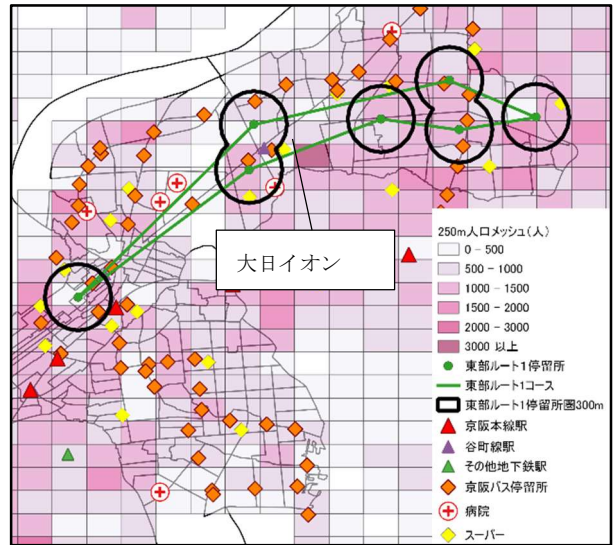 大日イオン
250m人口メッシュ(人)
0 - 500
500 - 1000
1000 - 1500
1500 - 2000
2000 - 3000
3000 以上
東部ルート1停留所
東部ルート1コース
東部ルート1停留所圏300m
京阪本線駅
谷町線駅
その他地下鉄駅
京阪バス停留所
病院
スーパー